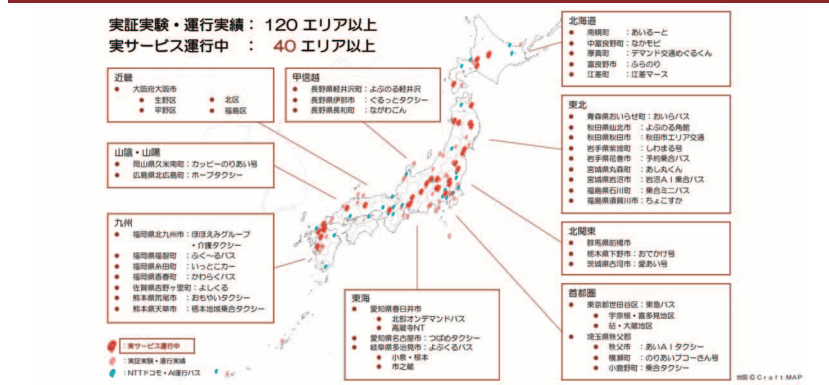 実証実験・運行実績： 120 エリア以上
実サービス運行中 ： 40 エリア以上
北海道
南幌町 ：あいるーと
中富良野町：なかモビ
厚真町 ：デマンド交通めぐるくん
富良野市 ：ふらのり
江差町 ：江差マース
近畿
大阪府大阪市
生野区
北区
平野区
福島区
甲信越
長野県軽井沢町：よぶのる軽井沢
長野県伊那市 ：ぐるっとタクシー
長野県長和町 ：ながわごん
東北
青森県おいらせ町：おいらバス
秋田県仙北市 ：よぶのる角館
秋田県秋田市 ：秋田市エリア交通
岩手県紫波町 ：しわまる号
岩手県花巻市 ：予約乗合バス
宮城県丸森町 ：あし丸くん
宮城県岩沼市 ：岩沼AI乗合バス
福島県石川町 ：乗合ミニバス
福島県須賀川市：ちょこすか
山陰・山陽
岡山県久米南町：カッピーのりあい号
広島県北広島町：ホープタクシー
九州
福岡県北九州市：ほほえみグループ
・介護タクシー
福岡県福智町 ：ふく～るバス
福岡県糸田町 ：いっとこカー
福岡県香春町 ：かわらくバス
佐賀県吉野ヶ里町：よしくる
熊本県荒尾市 ：おもやいタクシー
熊本県天草市 ：栖本地域乗合タクシー
北関東
群馬県前橋市
栃木県下野市：おでかけ号
茨城県古河市：愛あい号
東海
愛知県春日井市
北部オンデマンドバス
高蔵寺NT
愛知県名古屋市：つばめタクシー
岐阜県多治見市：よぶくるバス
小泉・根本
市之蔵
首都圏
東京都世田谷区：東急バス
宇奈根・喜多見地区
砧・大蔵地区
埼玉県秩父郡
秩父市 ：あいAIタクシー
横瀬町 ：のりあいブコーさん号
小鹿野町：乗合タクシー
：実サービス運行中
：実証実験・運行実績
：NTTドコモ・AI運行バス
地図 ©CraftMAP